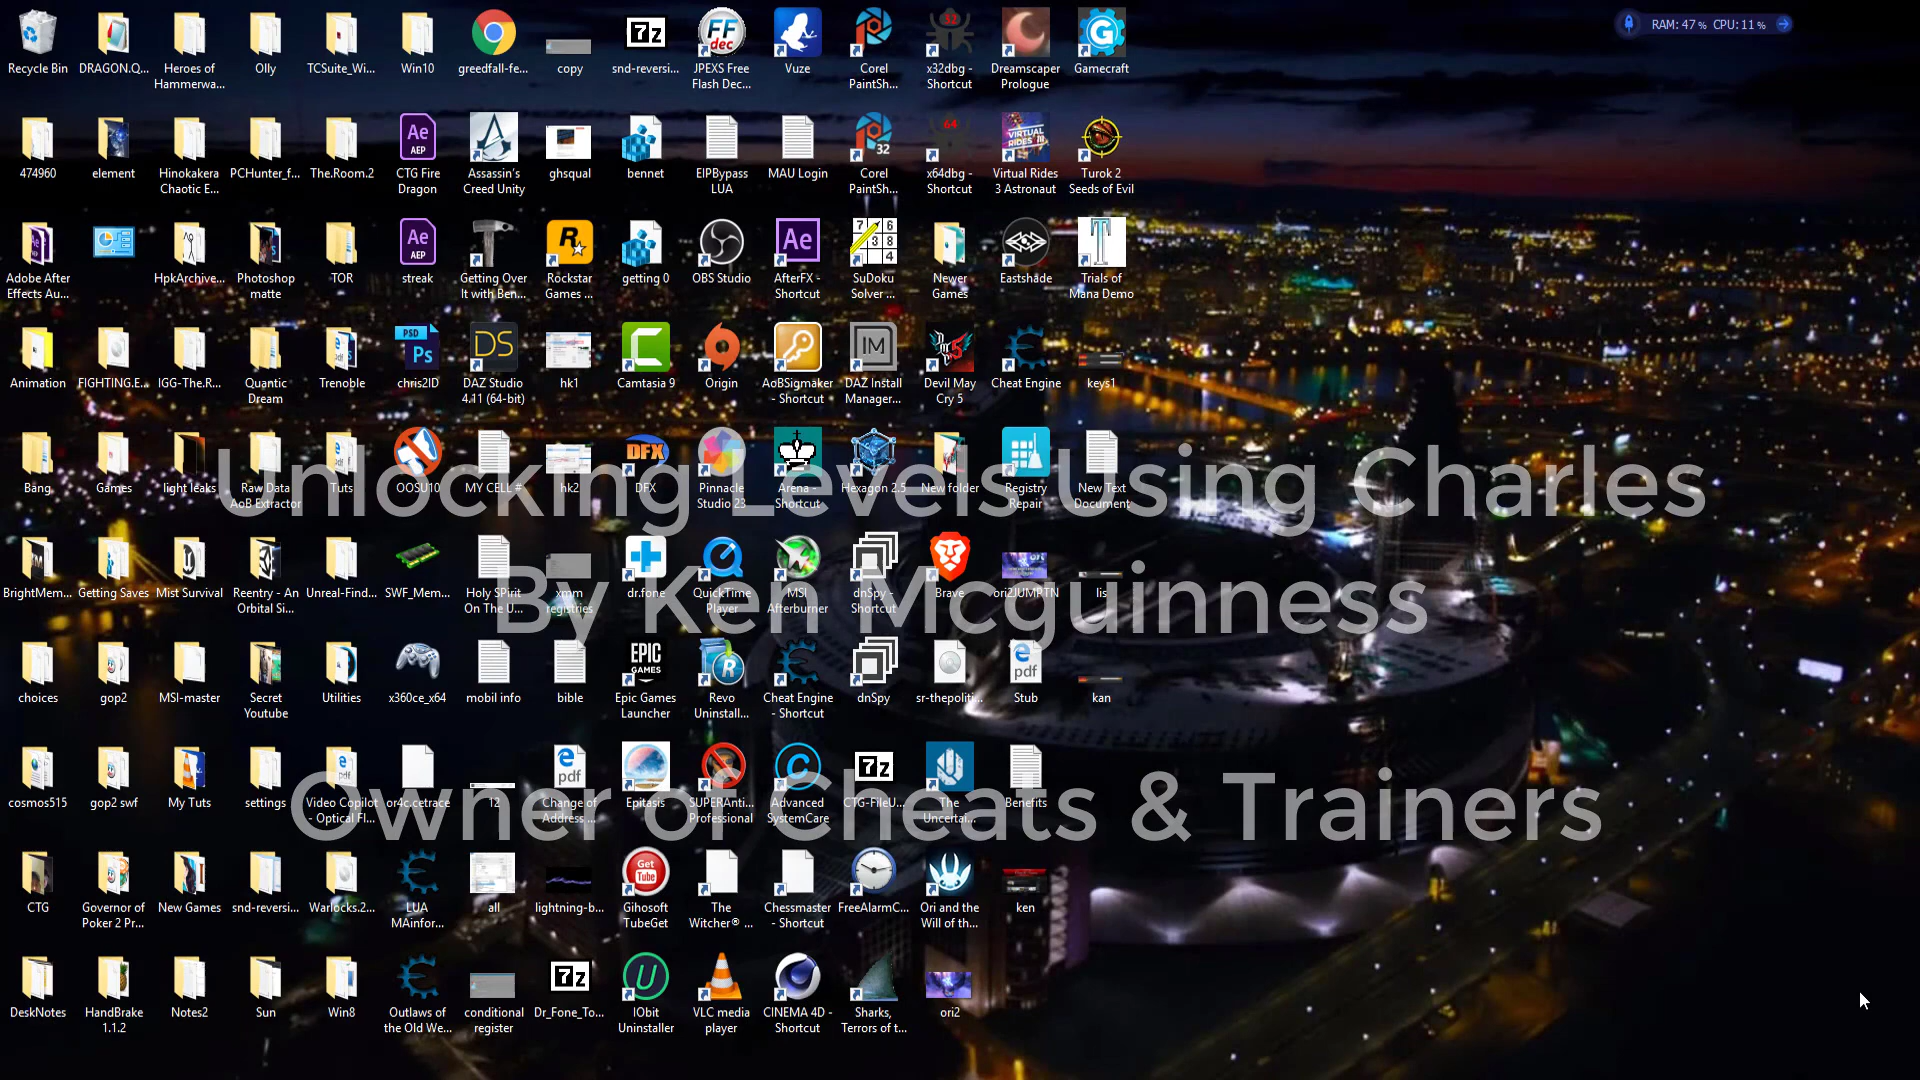 RAM: 47% CPU: 11%
Recycle Bin DRAGON.Q... Heroes of Hammerwa... Olly TCSuite_Wi... Win10 greedfall-fe... copy snd-reversi... JPEXS Free Flash Dec... Vuze Corel PaintSh... x32dbg - Shortcut Dreamscaper Prologue Gamecraft
474960 element Hinokakera Chaotic E... PCHunter_f... The.Room.2 CTG Fire Dragon Assassin's Creed Unity ghsqual bennet EIPBypass LUA MAU Login Corel PaintSh... x64dbg - Shortcut Virtual Rides 3 Astronaut Turok 2 Seeds of Evil
Adobe After Effects Au... HpkArchive... Photoshop matte TOR streak Getting Over It with Ben... Rockstar Games ... getting 0 OBS Studio AfterFX - Shortcut SuDoku Solver ... Newer Games Eastshade Trials of Mana Demo
Animation FIGHTING.E... IGG-The.R... Quantic Dream Trenoble chris2ID DAZ Studio 4.11 (64-bit) hk1 Camtasia 9 Origin AoBSigmaker - Shortcut DAZ Install Manager... Devil May Cry 5 Cheat Engine keys1
Bang Games light leaks Raw Data AoB Extractor Tuts OOSU10 MY CELL # hk2 DFX Pinnacle Studio 23 Arena - Shortcut Hexagon 2.5 New folder Registry Repair New Text Document
Unlocking Levels Using Charles
BrightMem... Getting Saves Mist Survival Reentry - An Orbital Si... Unreal-Find... SWF_Mem... Holy SPirit On The U... xmm registries dr.fone QuickTime Player MSI Afterburner dnSpy - Shortcut Brave ori2JUMPTN lis
By Ken Mcguinness
choices gop2 MSI-master Secret Youtube Utilities x360ce_x64 mobil info bible Epic Games Launcher Revo Uninstall... Cheat Engine - Shortcut dnSpy sr-thepoliti... Stub kan
cosmos515 gop2 swf My Tuts settings Video Copilot - Optical Fl... or4c.cetrace 12 Change of Address ... Epitasis SUPERAnti... Professional Advanced SystemCare CTG-FileU... The Uncertai... Benefits
Owner of Cheats & Trainers
CTG Governor of Poker 2 Pr... New Games snd-reversi... Warlocks.2... LUA MAinfor... all lightning-b... Gihosoft TubeGet The Witcher® ... Chessmaster - Shortcut FreeAlarmC... Ori and the Will of th... ken
DeskNotes HandBrake 1.1.2 Notes2 Sun Win8 Outlaws of the Old We... conditional register Dr_Fone_To... IObit Uninstaller VLC media player CINEMA 4D - Shortcut Sharks, Terrors of t... ori2